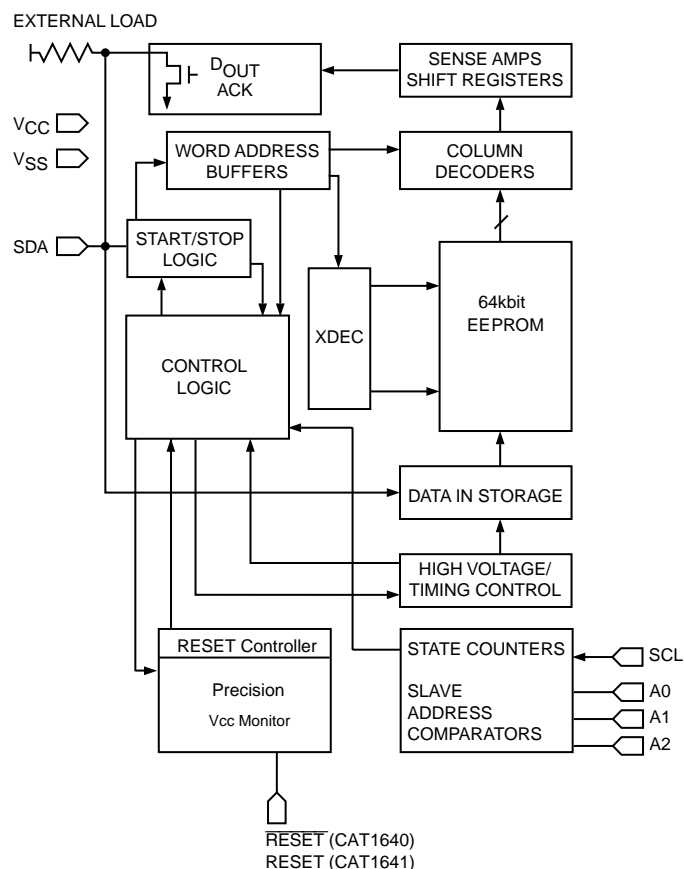 EXTERNAL LOAD
DOUT
ACK
SENSE AMPS
SHIFT REGISTERS
VCC
VSS
WORD ADDRESS
BUFFERS
COLUMN
DECODERS
SDA
START/STOP
LOGIC
64kbit
EEPROM
XDEC
CONTROL
LOGIC
DATA IN STORAGE
HIGH VOLTAGE/
TIMING CONTROL
RESET Controller
Precision
Vcc Monitor
STATE COUNTERS
SLAVE
ADDRESS
COMPARATORS
SCL
A0
A1
A2
RESET (CAT1640)
RESET (CAT1641)